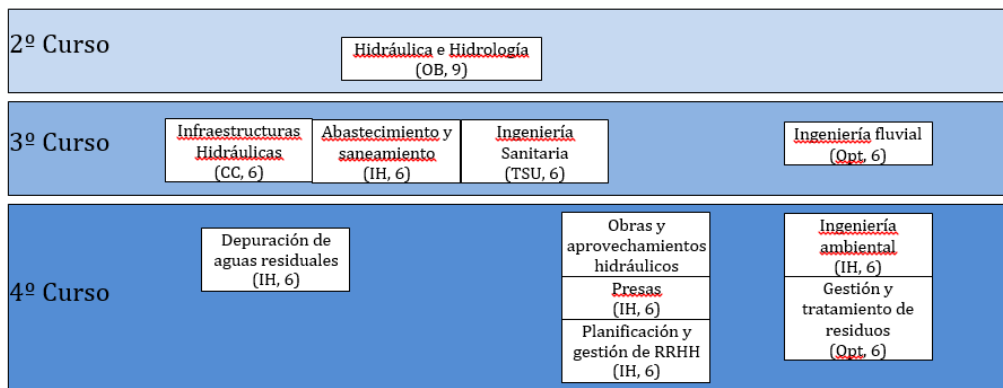 2º Curso
Hidráulica e Hidrología
(OB, 9)
3º Curso
Infraestructuras
Hidráulicas
(CC, 6)
Abastecimiento y
saneamiento
(IH, 6)
Ingeniería
Sanitaria
(TSU, 6)
Ingeniería fluvial
(Opt, 6)
4º Curso
Depuración de
aguas residuales
(IH, 6)
Obras y
aprovechamientos
hidráulicos
Presas
(IH, 6)
Planificación y
gestión de RRHH
(IH, 6)
Ingeniería
ambiental
(IH, 6)
Gestión y
tratamiento de
residuos
(Opt, 6)